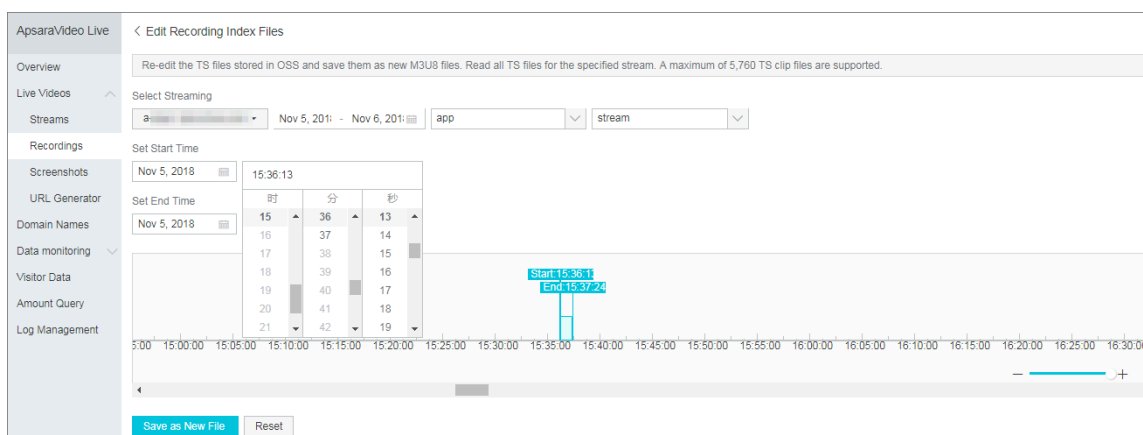 ApsaraVideo Live
Overview
Live Videos
Streams
Recordings
Screenshots
URL Generator
Domain Names
Data monitoring
Visitor Data
Amount Query
Log Management
< Edit Recording Index Files
Re-edit the TS files stored in OSS and save them as new M3U8 files. Read all TS files for the specified stream. A maximum of 5,760 TS clip files are supported.
Select Streaming
a Nov 5, 201 - Nov 6, 201 app stream
Set Start Time
Nov 5, 2018 15:36:13
Set End Time
Nov 5, 2018
时 分 秒
15 36 13
16 37 14
17 38 15
18 39 16
19 40 17
20 41 18
21 42 19
Start:15:36:1
End:15:37:24
5:00 15:00:00 15:05:00 15:10:00 15:15:00 15:20:00 15:25:00 15:30:00 15:35:00 15:40:00 15:45:00 15:50:00 15:55:00 16:00:00 16:05:00 16:10:00 16:15:00 16:20:00 16:25:00 16:30:0
− +
Save as New File Reset